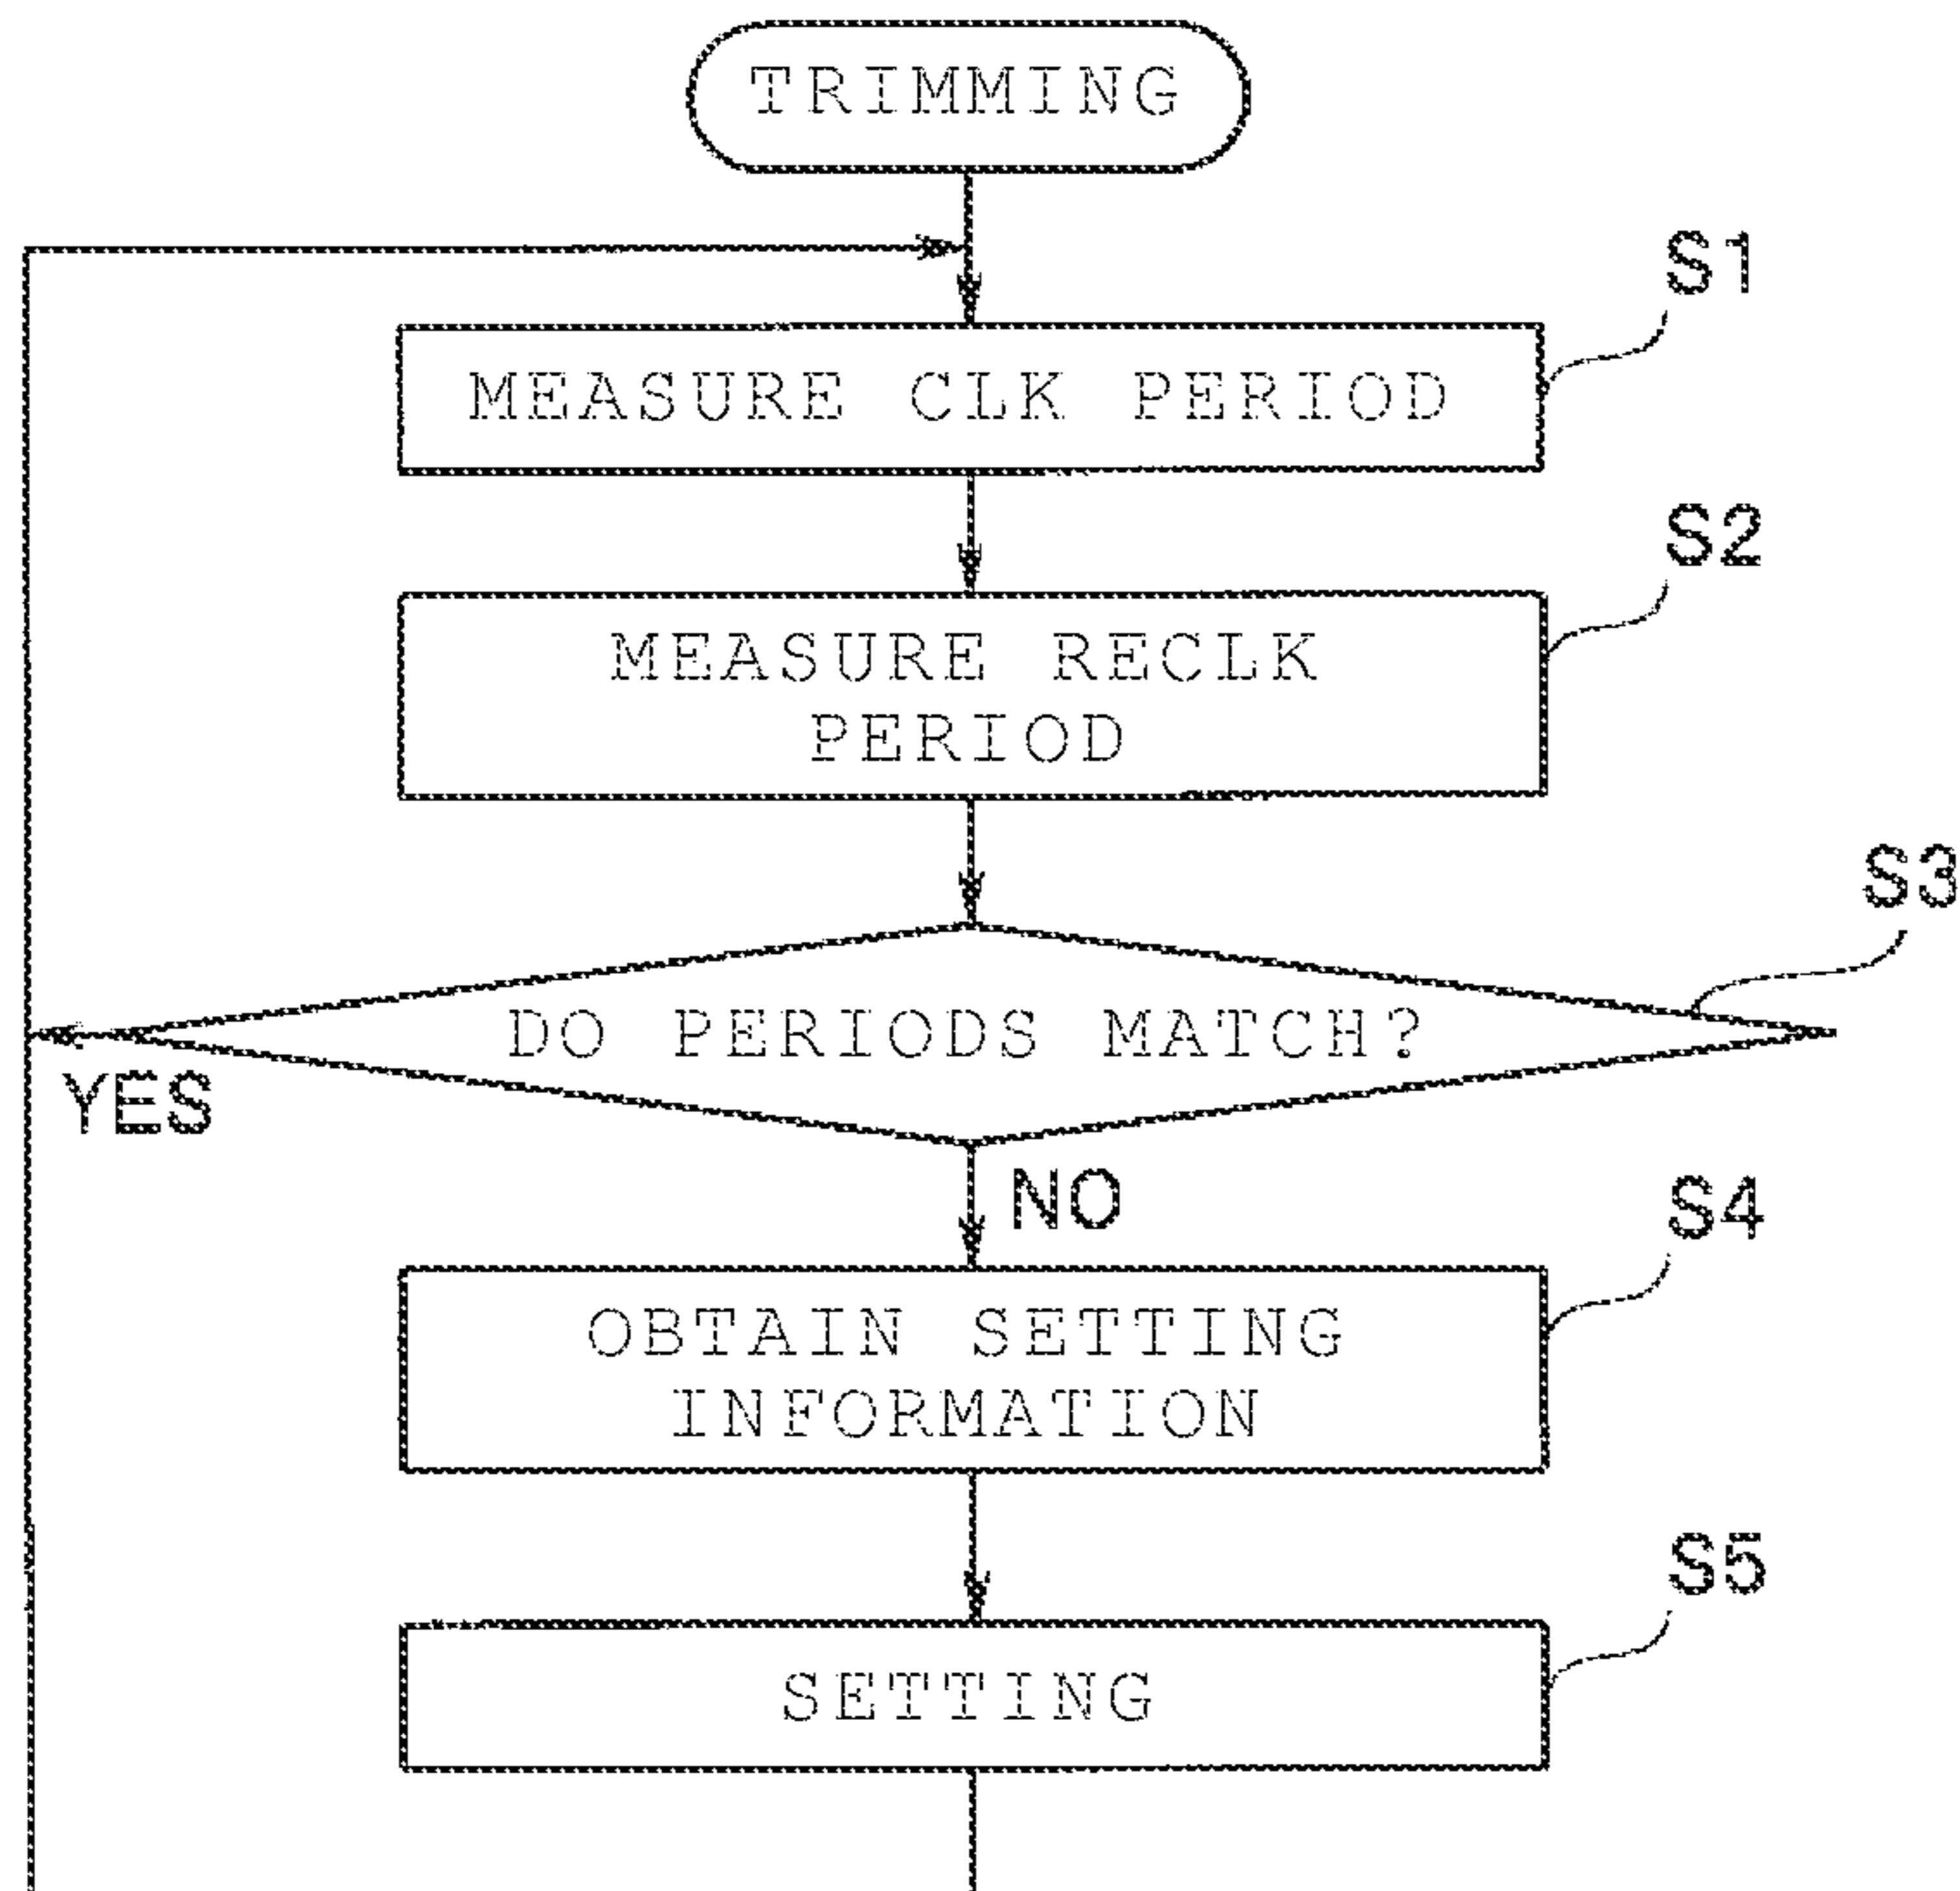 TRIMMING
S1
MEASURE CLK PERIOD
S2
MEASURE RECLK
PERIOD
S3
DO PERIODS MATCH?
YES
NO
S4
OBTAIN SETTING
INFORMATION
S5
SETTING